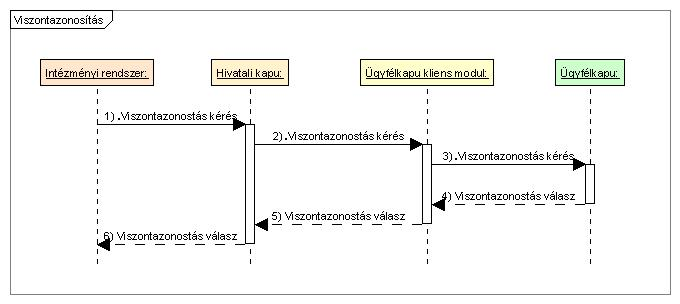 Viszontazonosítás
Intézményi rendszer:
Hivatali kapu:
Ügyfélkapu kliens modul:
Ügyfélkapu:
1) .Viszontazonostás kérés
2) .Viszontazonostás kérés
3) .Viszontazonostás kérés
4) Viszontazonostás válasz
5) Viszontazonostás válasz
6) Viszontazonostás válasz